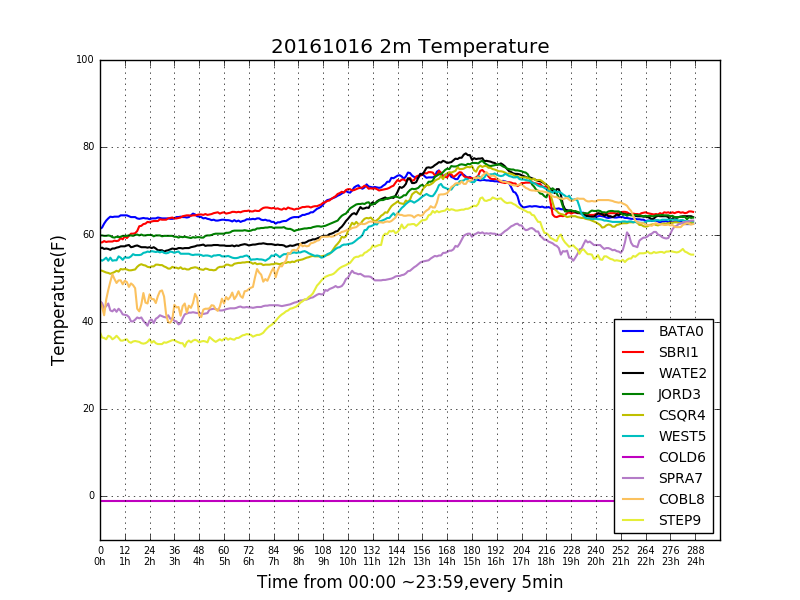 20161016 2m Temperature
100
80
60
40
20
0
Temperature(F)
BATA0
SBRI1
WATE2
JORD3
CSQR4
WEST5
COLD6
SPRA7
COBL8
STEP9
0 12 24 36 48 60 72 84 96 108 120 132 144 156 168 180 192 204 216 228 240 252 264 276 288
0h 1h 2h 3h 4h 5h 6h 7h 8h 9h 10h 11h 12h 13h 14h 15h 16h 17h 18h 19h 20h 21h 22h 23h 24h
Time from 00:00 ~23:59,every 5min